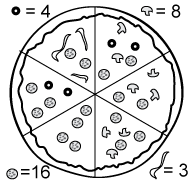 = 4
= 8
=16
= 3